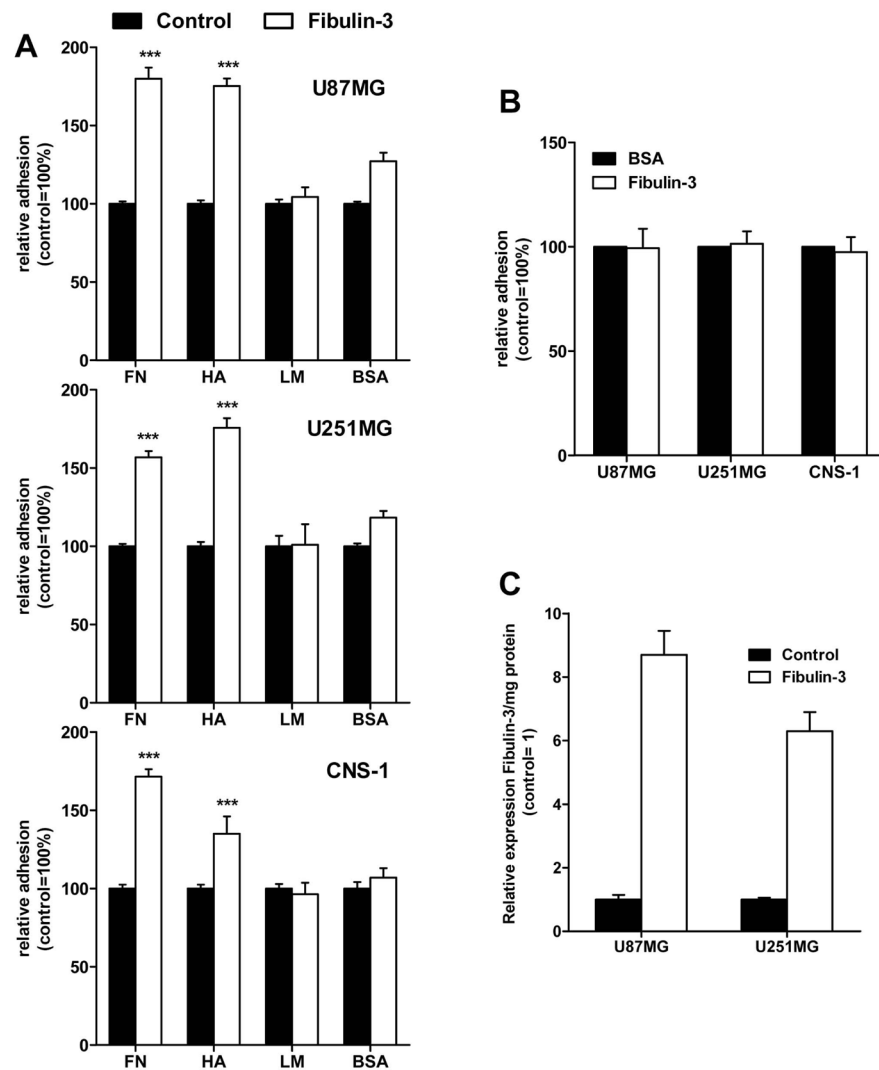 Control Fibulin-3
A
200
150
100
50
0
relative adhesion
(control=100%)
U87MG
***
***
FN HA LM BSA
200
150
100
50
0
relative adhesion
(control=100%)
U251MG
***
***
FN HA LM BSA
200
150
100
50
0
relative adhesion
(control=100%)
CNS-1
***
***
FN HA LM BSA
B
150
100
50
0
relative adhesion
(control=100%)
BSA
Fibulin-3
U87MG U251MG CNS-1
C
10
8
6
4
2
0
Relative expression Fibulin-3/mg protein
(control= 1)
Control
Fibulin-3
U87MG U251MG